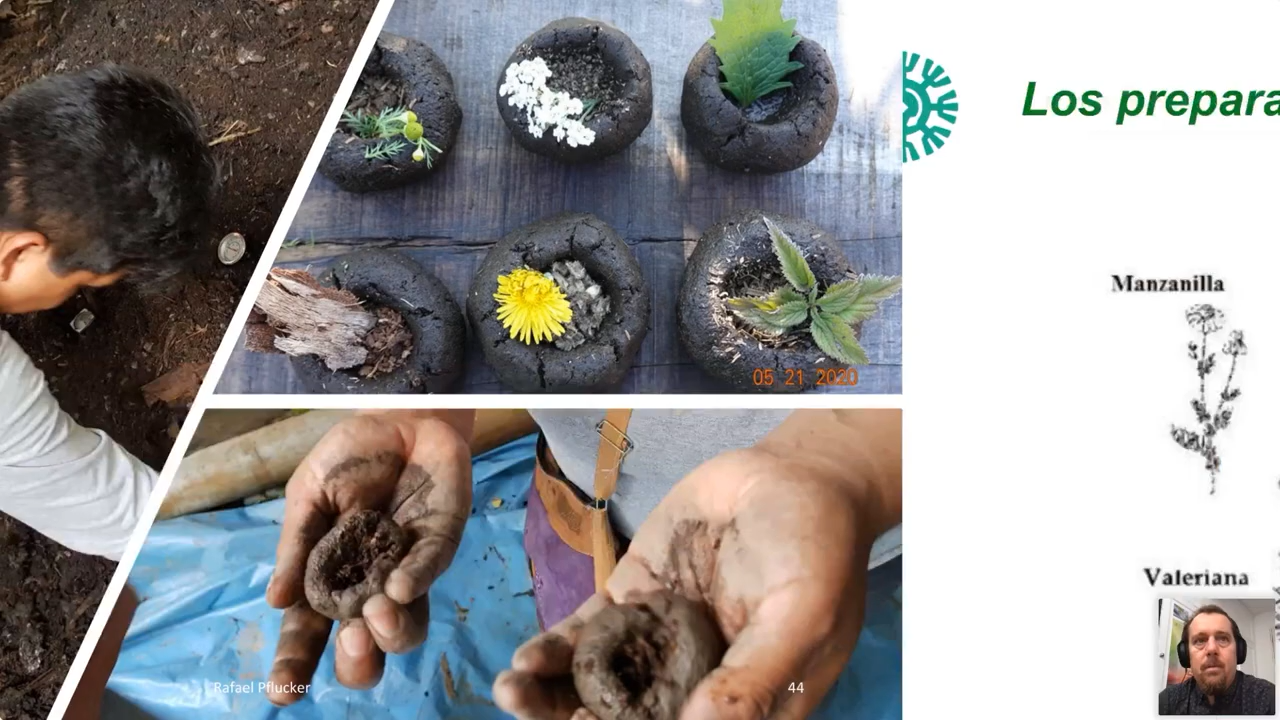 Los prepara
Manzanilla
05 21 2020
Valeriana
Rafael Pflucker
44